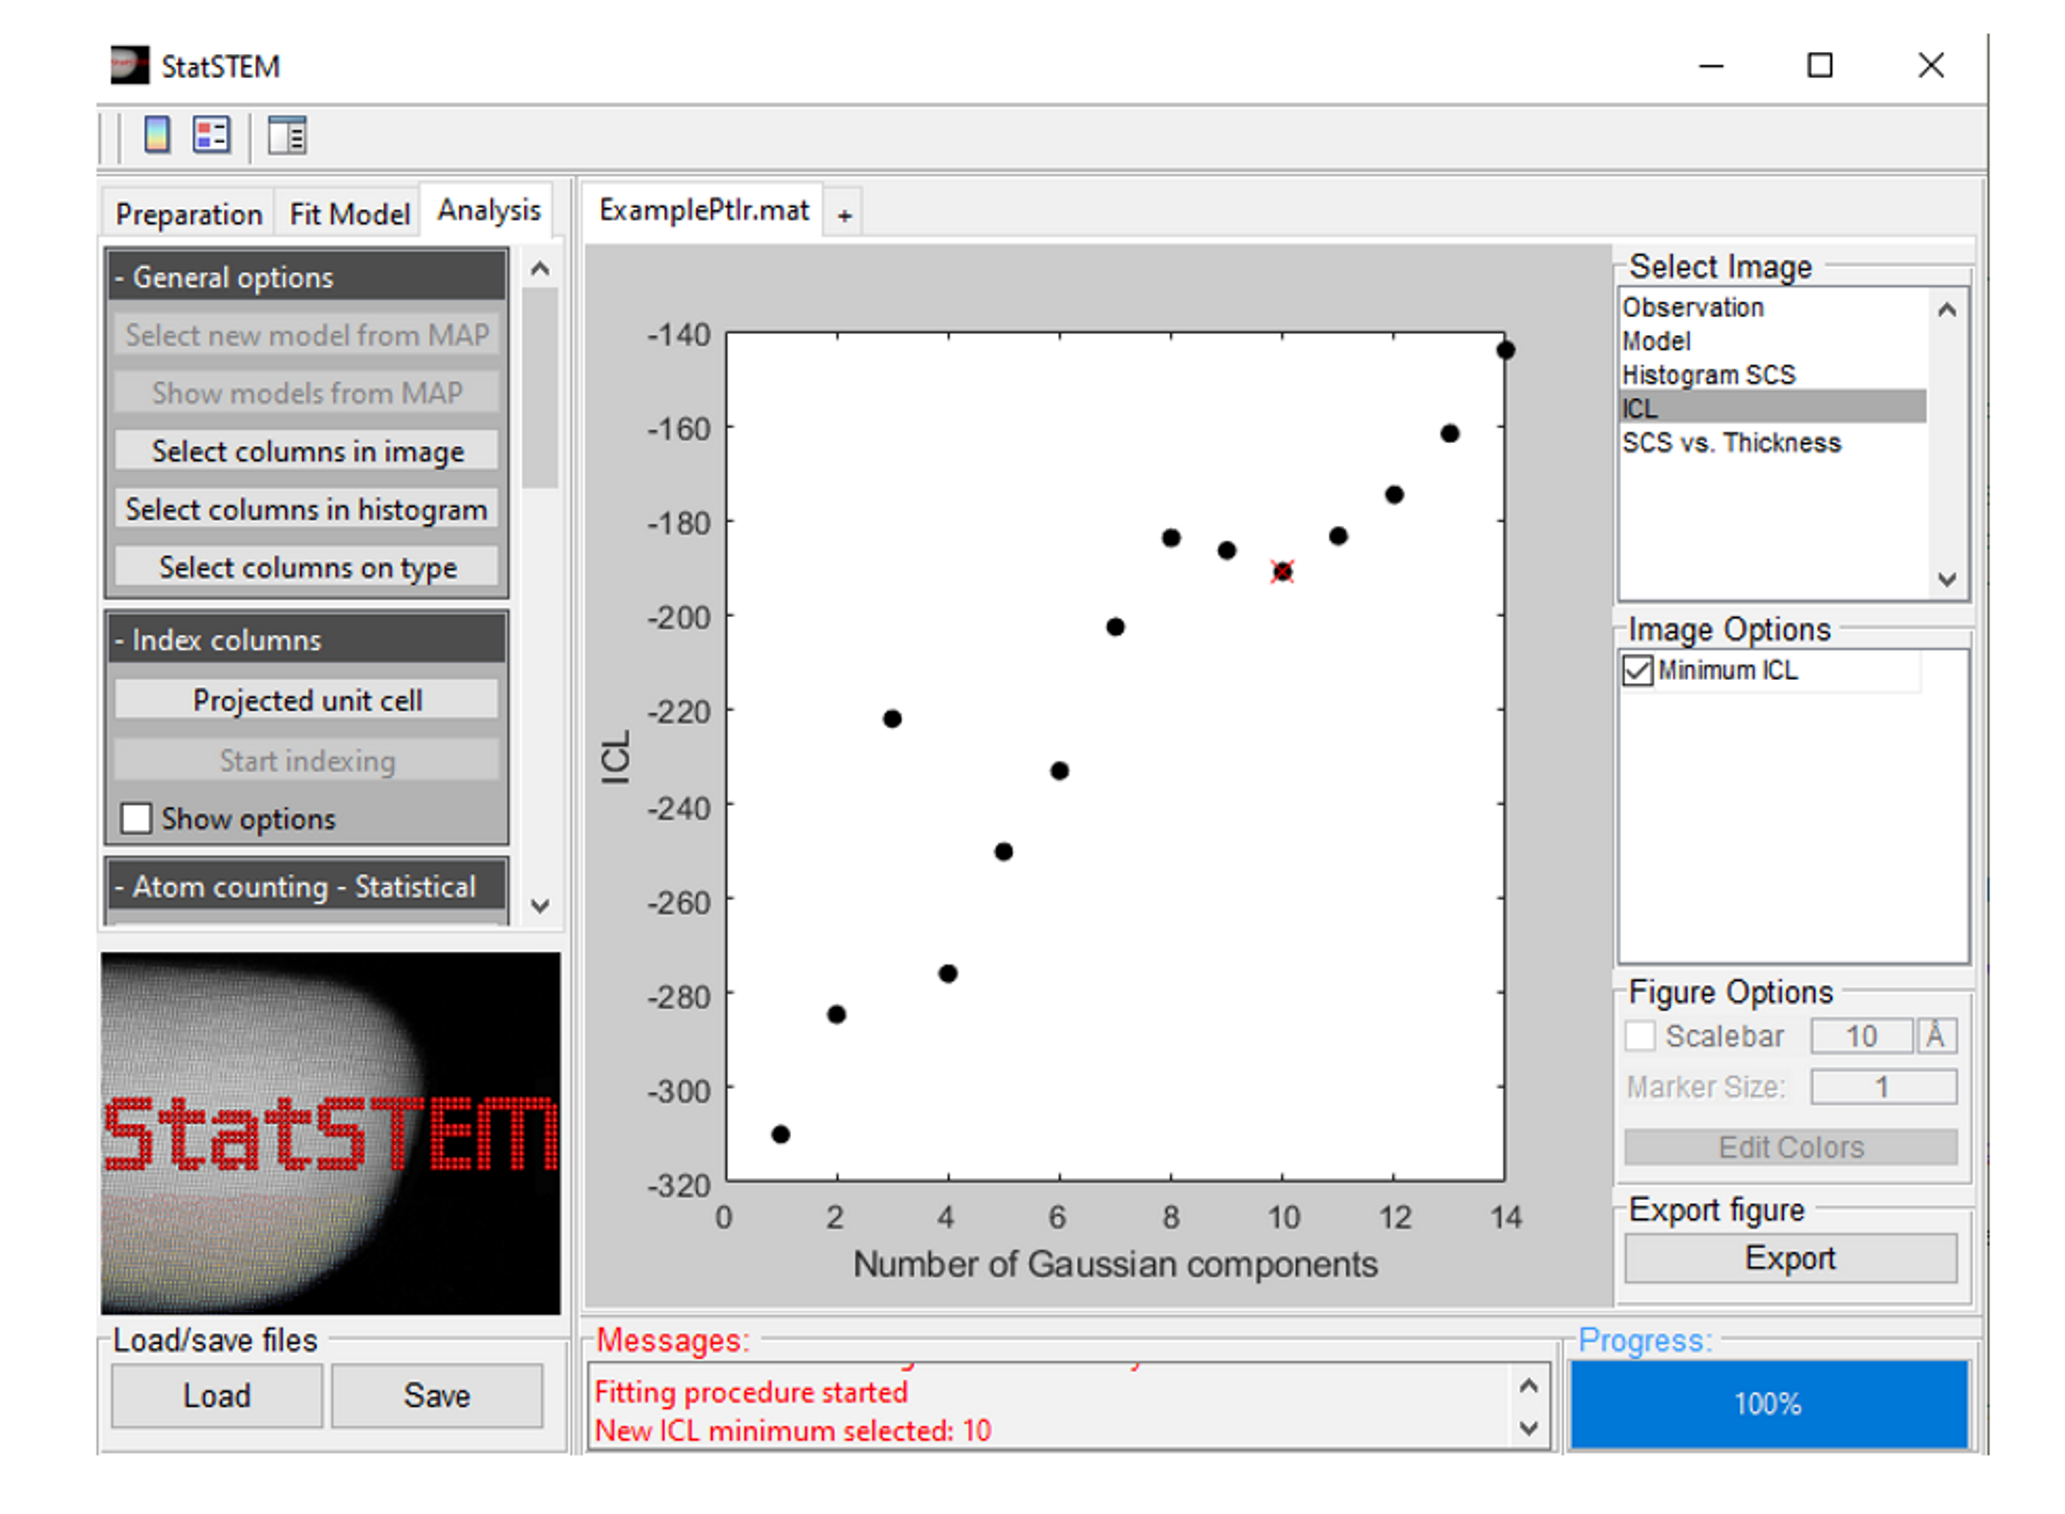 StatSTEM
Preparation
Fit Model
Analysis
- General options
Select new model from MAP
Show models from MAP
Select columns in image
Select columns in histogram
Select columns on type
- Index columns
Projected unit cell
Start indexing
Show options
- Atom counting - Statistical
StatSTEM
Load/save files
Load
Save
ExamplePtIr.mat
+
-140
-160
-180
-200
-220
-240
-260
-280
-300
-320
ICL
0 2 4 6 8 10 12 14
Number of Gaussian components
Select Image
Observation
Model
Histogram SCS
ICL
SCS vs. Thickness
Image Options
Minimum ICL
Figure Options
Scalebar 10 Å
Marker Size: 1
Edit Colors
Export figure
Export
Messages:
Fitting procedure started
New ICL minimum selected: 10
Progress:
100%